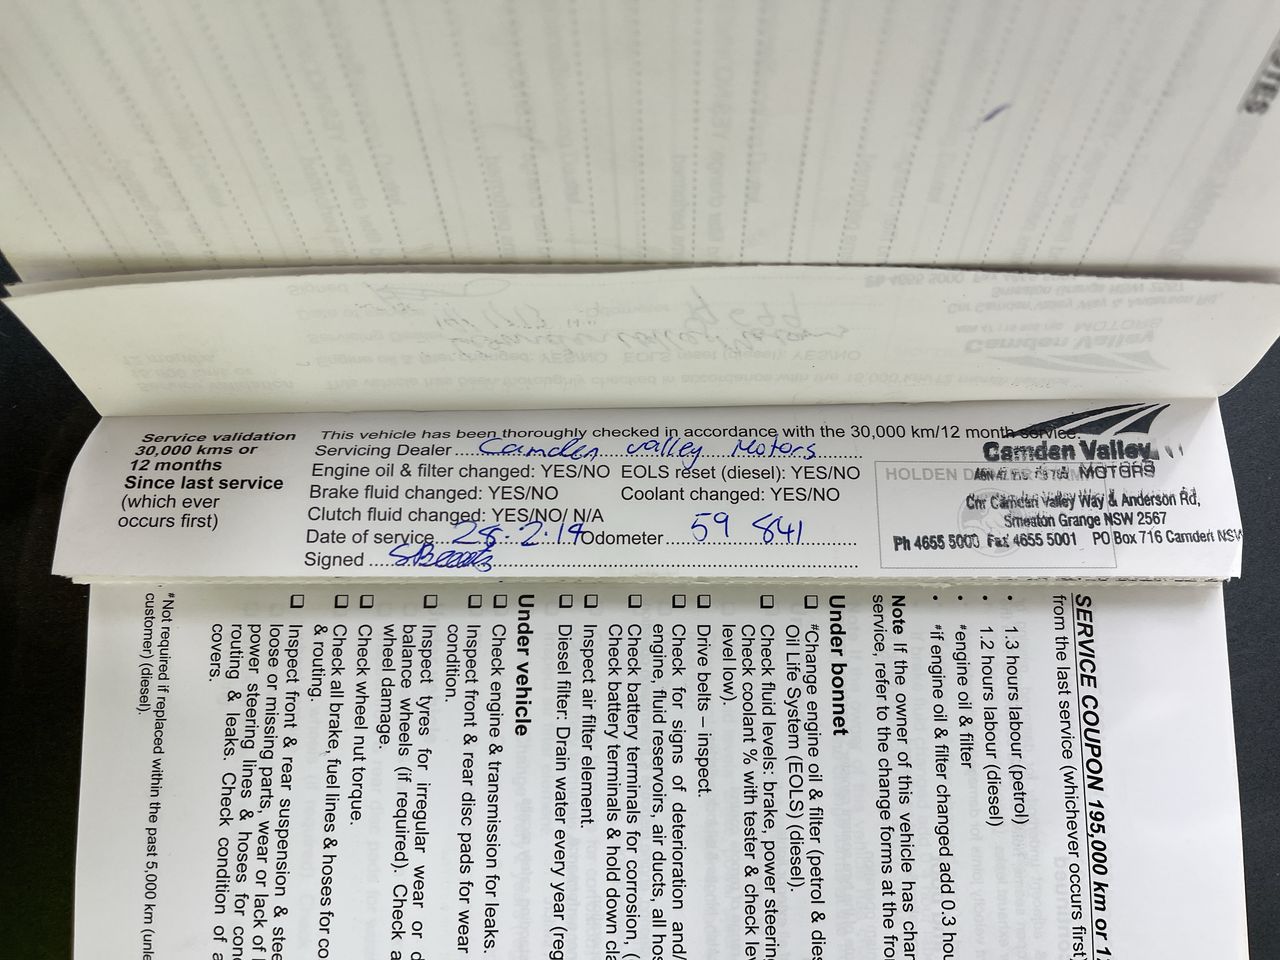 Service validation
30,000 kms or
12 months
Since last service
(which ever
occurs first)
This vehicle has been thoroughly checked in accordance with the 30,000 km/12 month service.
Servicing Dealer Camden Valley Motors
Engine oil & filter changed: YES/NO EOLS reset (diesel): YES/NO
Brake fluid changed: YES/NO Coolant changed: YES/NO
Clutch fluid changed: YES/NO/ N/A
Date of service 28.2.19 Odometer 59 841
Signed
HOLDEN
Camden Valley
MOTORS
Cnr Camden Valley Way & Anderson Rd,
Smeaton Grange NSW 2567
Ph 4655 5000 Fax 4655 5001 PO Box 716 Camden NSW
SERVICE COUPON 195,000 km or 1
from the last service (whichever occurs first)
• 1.3 hours labour (petrol)
• 1.2 hours labour (diesel)
• #engine oil & filter
• #if engine oil & filter changed add 0.3 hou
Note If the owner of this vehicle has char
service, refer to the change forms at the fro
Under bonnet
❑ #Change engine oil & filter (petrol & dies
Oil Life System (EOLS) (diesel).
❑ Check fluid levels: brake, power steerin
Check coolant % with tester & check lev
level low).
❑ Drive belts – inspect.
❑ Check for signs of deterioration and/
engine, fluid reservoirs, air ducts, all hos
❑ Check battery terminals for corrosion, (
Check battery terminals & hold down cla
❑ Inspect air filter element.
❑ Diesel filter: Drain water every year (reg
Under vehicle
❑ Check engine & transmission for leaks.
❑ Inspect front & rear disc pads for wear
condition.
❑ Inspect tyres for irregular wear or d
balance wheels (if required). Check a
wheel damage.
❑ Check wheel nut torque.
❑ Check all brake, fuel lines & hoses for co
& routing.
❑ Inspect front & rear suspension & stee
loose or missing parts, wear or lack of l
power steering lines & hoses for con
routing & leaks. Check condition of a
covers.
#Not required if replaced within the past 5,000 km (unle
customer) (diesel).